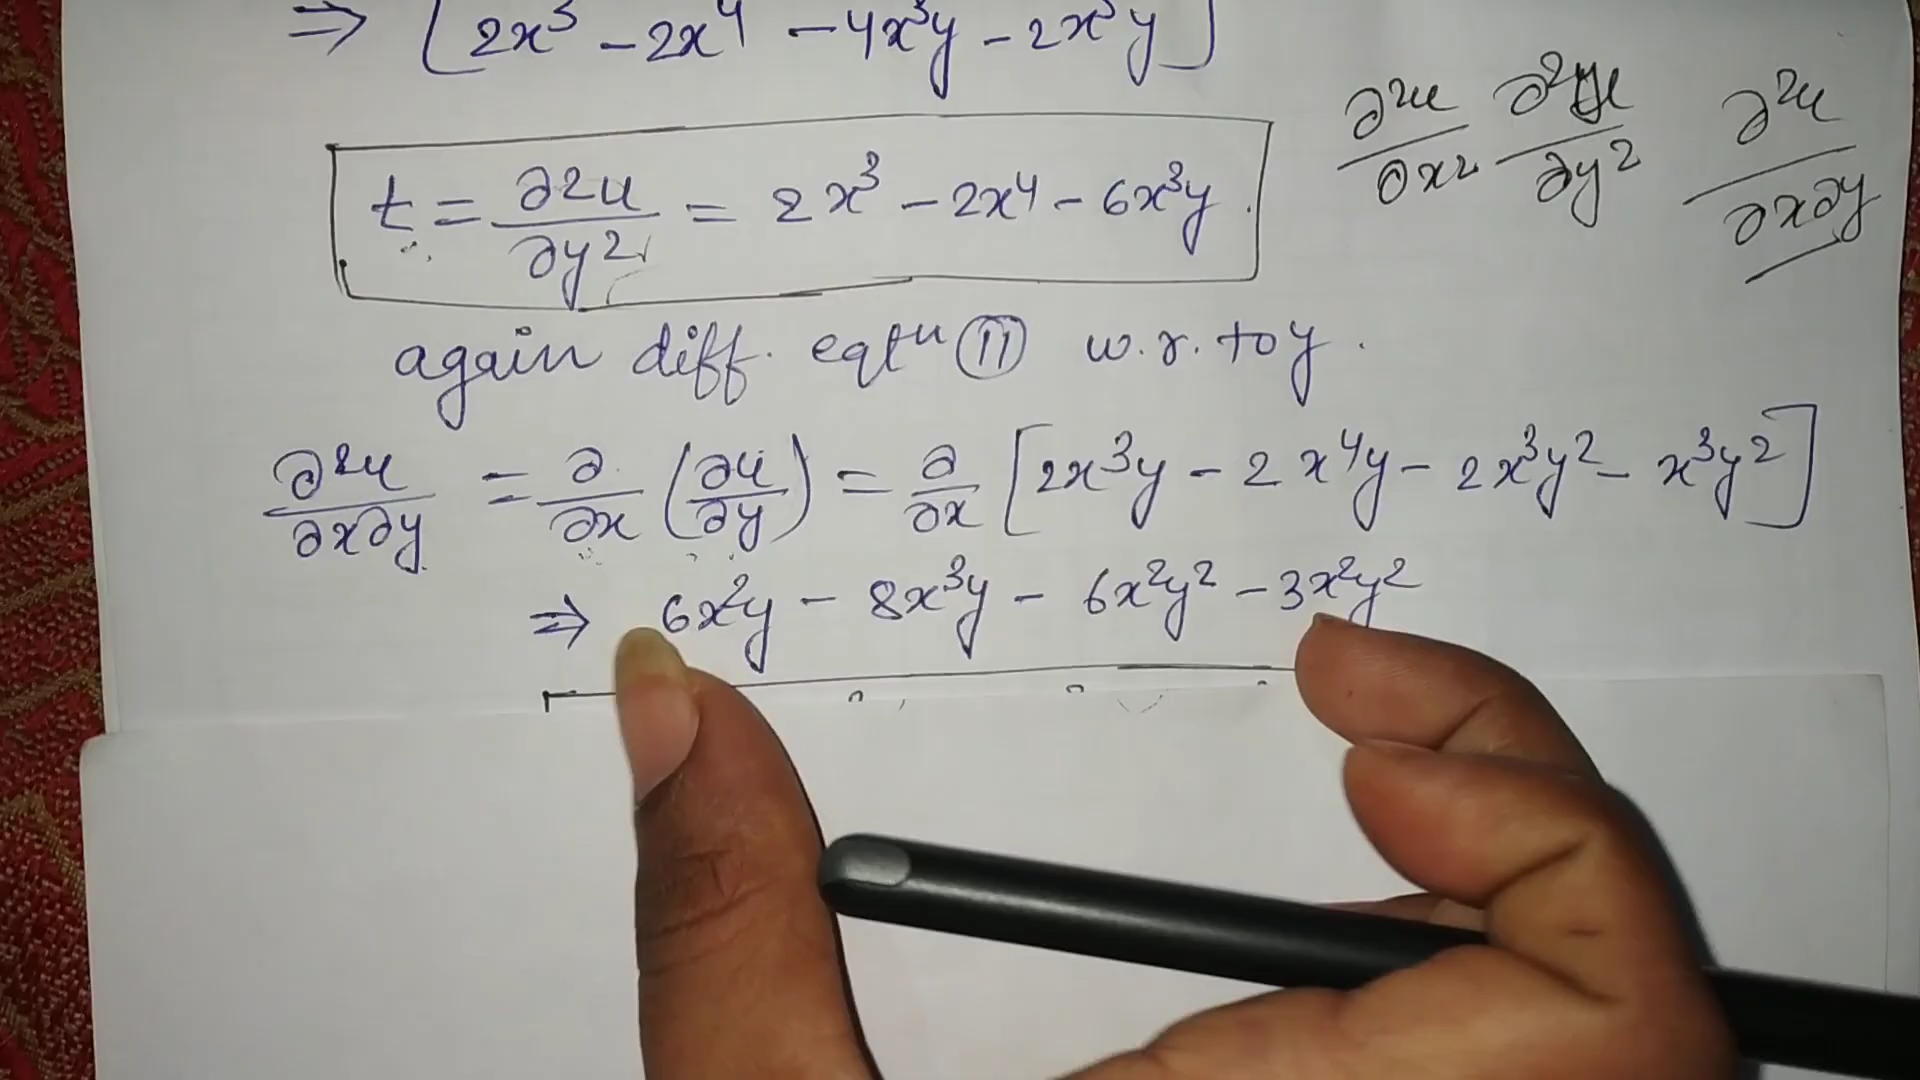 ⇒ [2x³ - 2x⁴ - 4x³y - 2x³y]
∂²u/∂x² ∂²u/∂y² ∂²u/∂x∂y
t = ∂²u/∂y² = 2x³ - 2x⁴ - 6x³y.
again diff. eqtn (II) w.r. to y.
∂²u/∂x∂y = ∂/∂x (∂u/∂y) = ∂/∂x [2x³y - 2x⁴y - 2x³y² - x³y²]
⇒ 6x²y - 8x³y - 6x²y² - 3x²y²